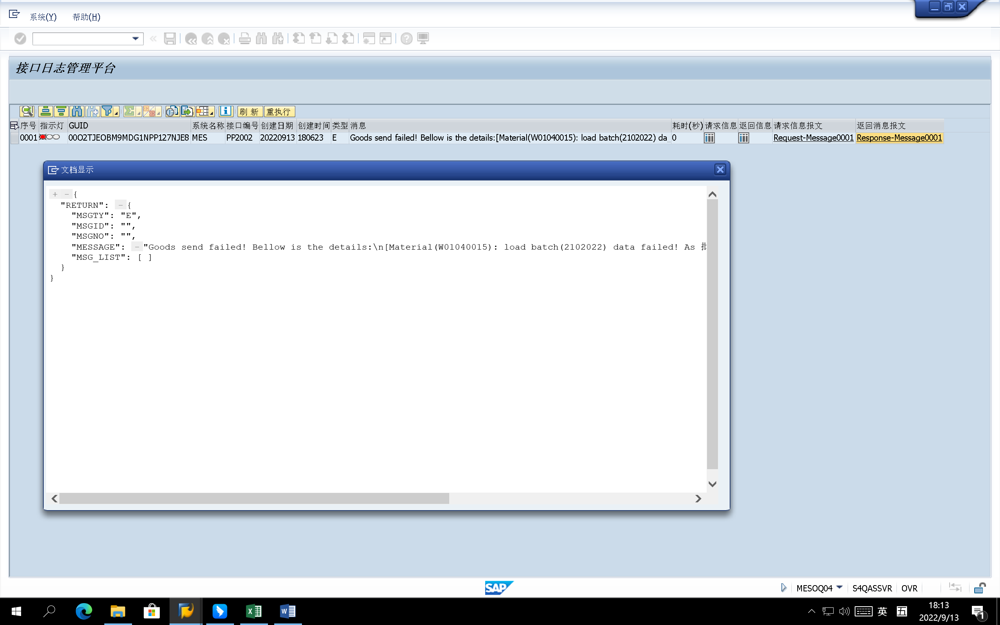 系统(Y) 帮助(H)
接口日志管理平台
刷 新 重执行
序号 指示灯 GUID 系统名称 接口编号 创建日期 创建时间 类型 消息 耗时(秒) 请求信息 返回信息 请求信息报文 返回消息报文
0001 00O2TJEOBM9MDG1NPP127NJE8 MES PP2002 20220913 180623 E Goods send failed! Bellow is the details:[Material(W01040015): load batch(2102022) da... 0 Request-Message0001 Response-Message0001
文档显示
+ - {
"RETURN": - {
"MSGTY": "E",
"MSGID": "",
"MSGNO": "",
"MESSAGE": - "Goods send failed! Bellow is the details:\n[Material(W01040015): load batch(2102022) data failed! As
"MSG_LIST": [ ]
}
}
SAP MESOQ04 S4QASSVR OVR
英 五 18:13
2022/9/13 1